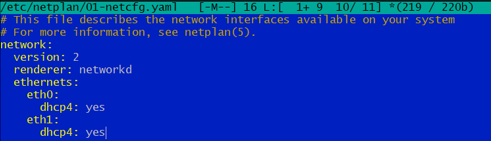 /etc/netplan/01-netcfg.yaml   [-M--] 16 L:[  1+ 9  10/ 11] *(219 / 220b)
# This file describes the network interfaces available on your system
# For more information, see netplan(5).
network:
  version: 2
  renderer: networkd
  ethernets:
    eth0:
      dhcp4: yes
    eth1:
      dhcp4: yes